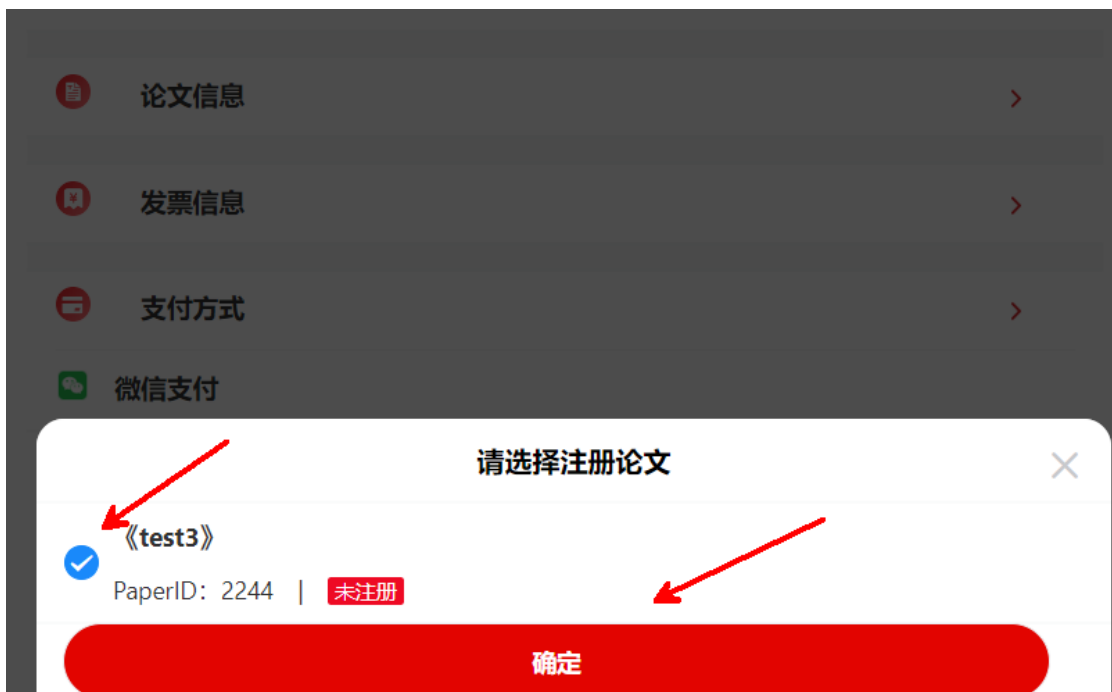 论文信息
发票信息
支付方式
微信支付
请选择注册论文
《test3》
PaperID：2244 | 未注册
确定